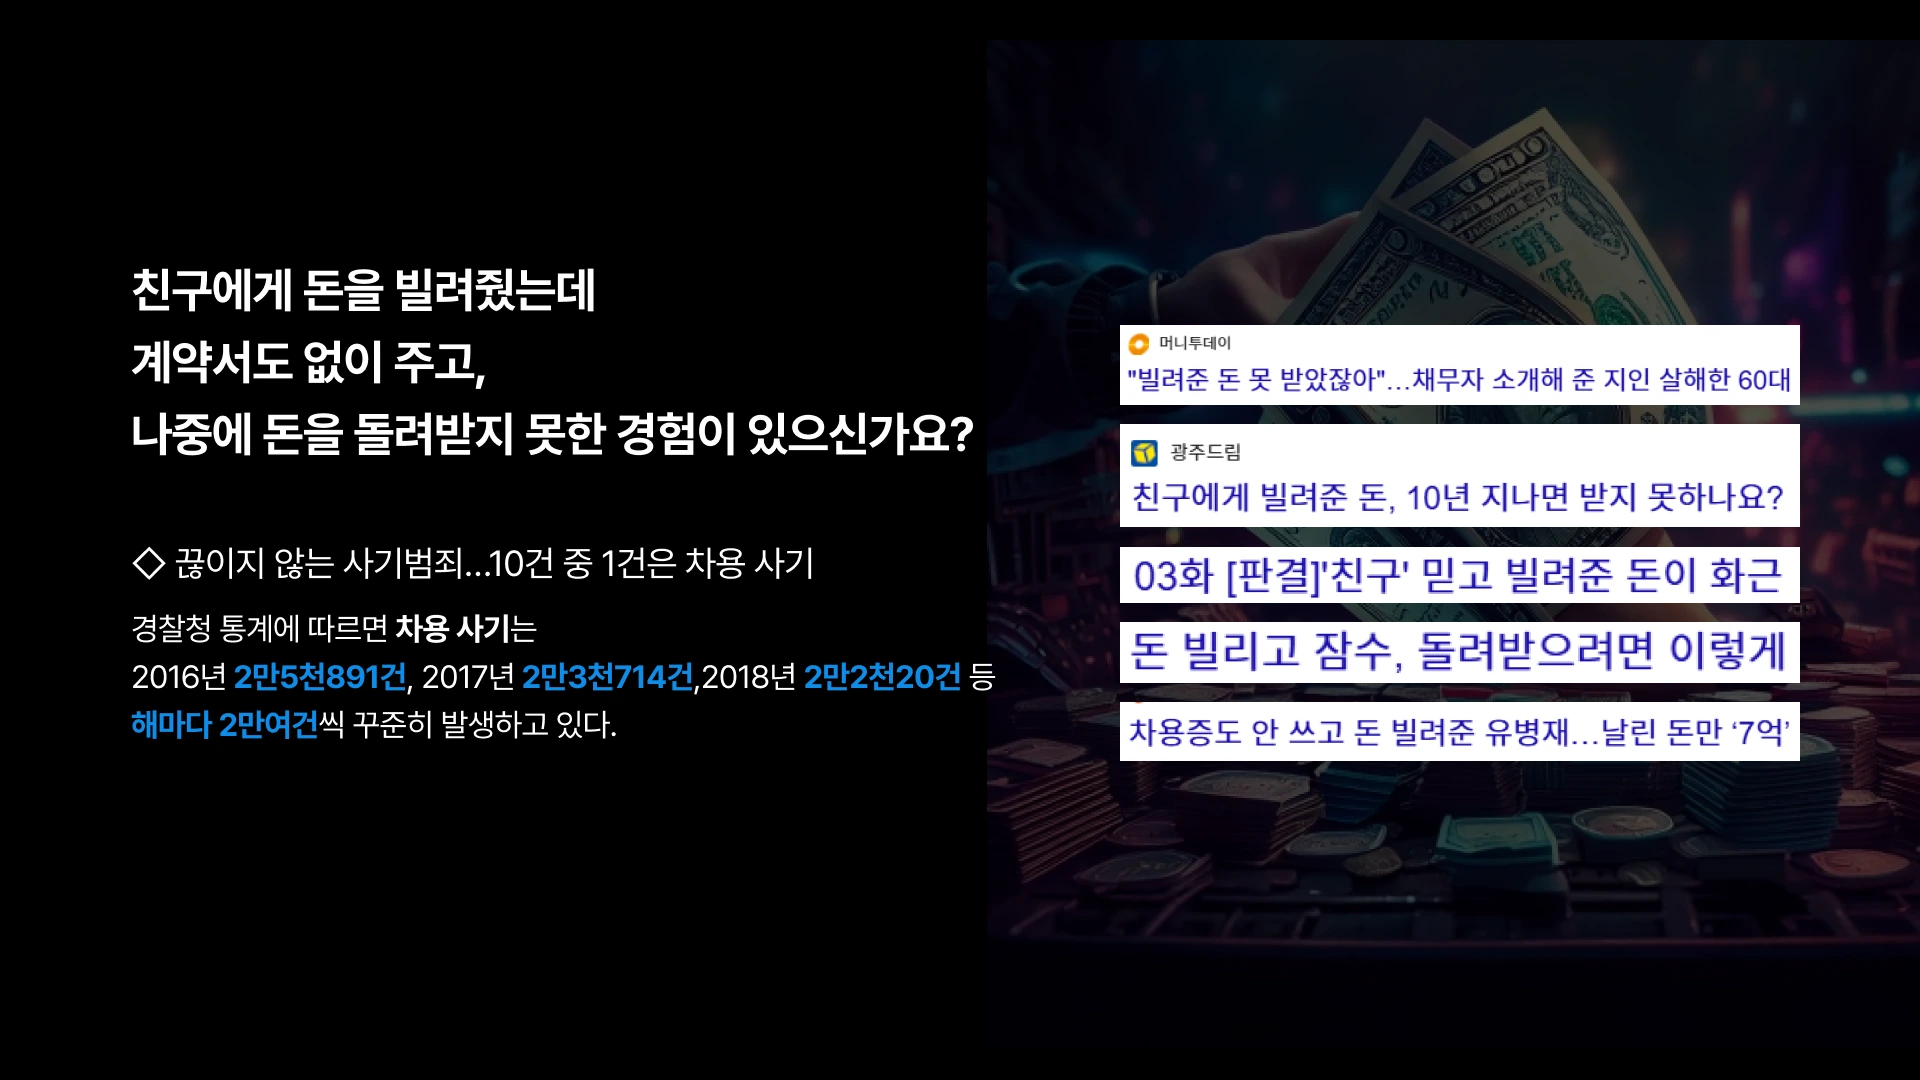 친구에게 돈을 빌려줬는데
계약서도 없이 주고,
나중에 돈을 돌려받지 못한 경험이 있으신가요?
◇ 끊이지 않는 사기범죄...10건 중 1건은 차용 사기
경찰청 통계에 따르면 차용 사기는
2016년 2만5천891건, 2017년 2만3천714건,2018년 2만2천20건 등
해마다 2만여건씩 꾸준히 발생하고 있다.
머니투데이
"빌려준 돈 못 받았잖아"...채무자 소개해 준 지인 살해한 60대
광주드림
친구에게 빌려준 돈, 10년 지나면 받지 못하나요?
03화 [판결]'친구' 믿고 빌려준 돈이 화근
돈 빌리고 잠수, 돌려받으려면 이렇게
차용증도 안 쓰고 돈 빌려준 유병재...날린 돈만 ‘7억’